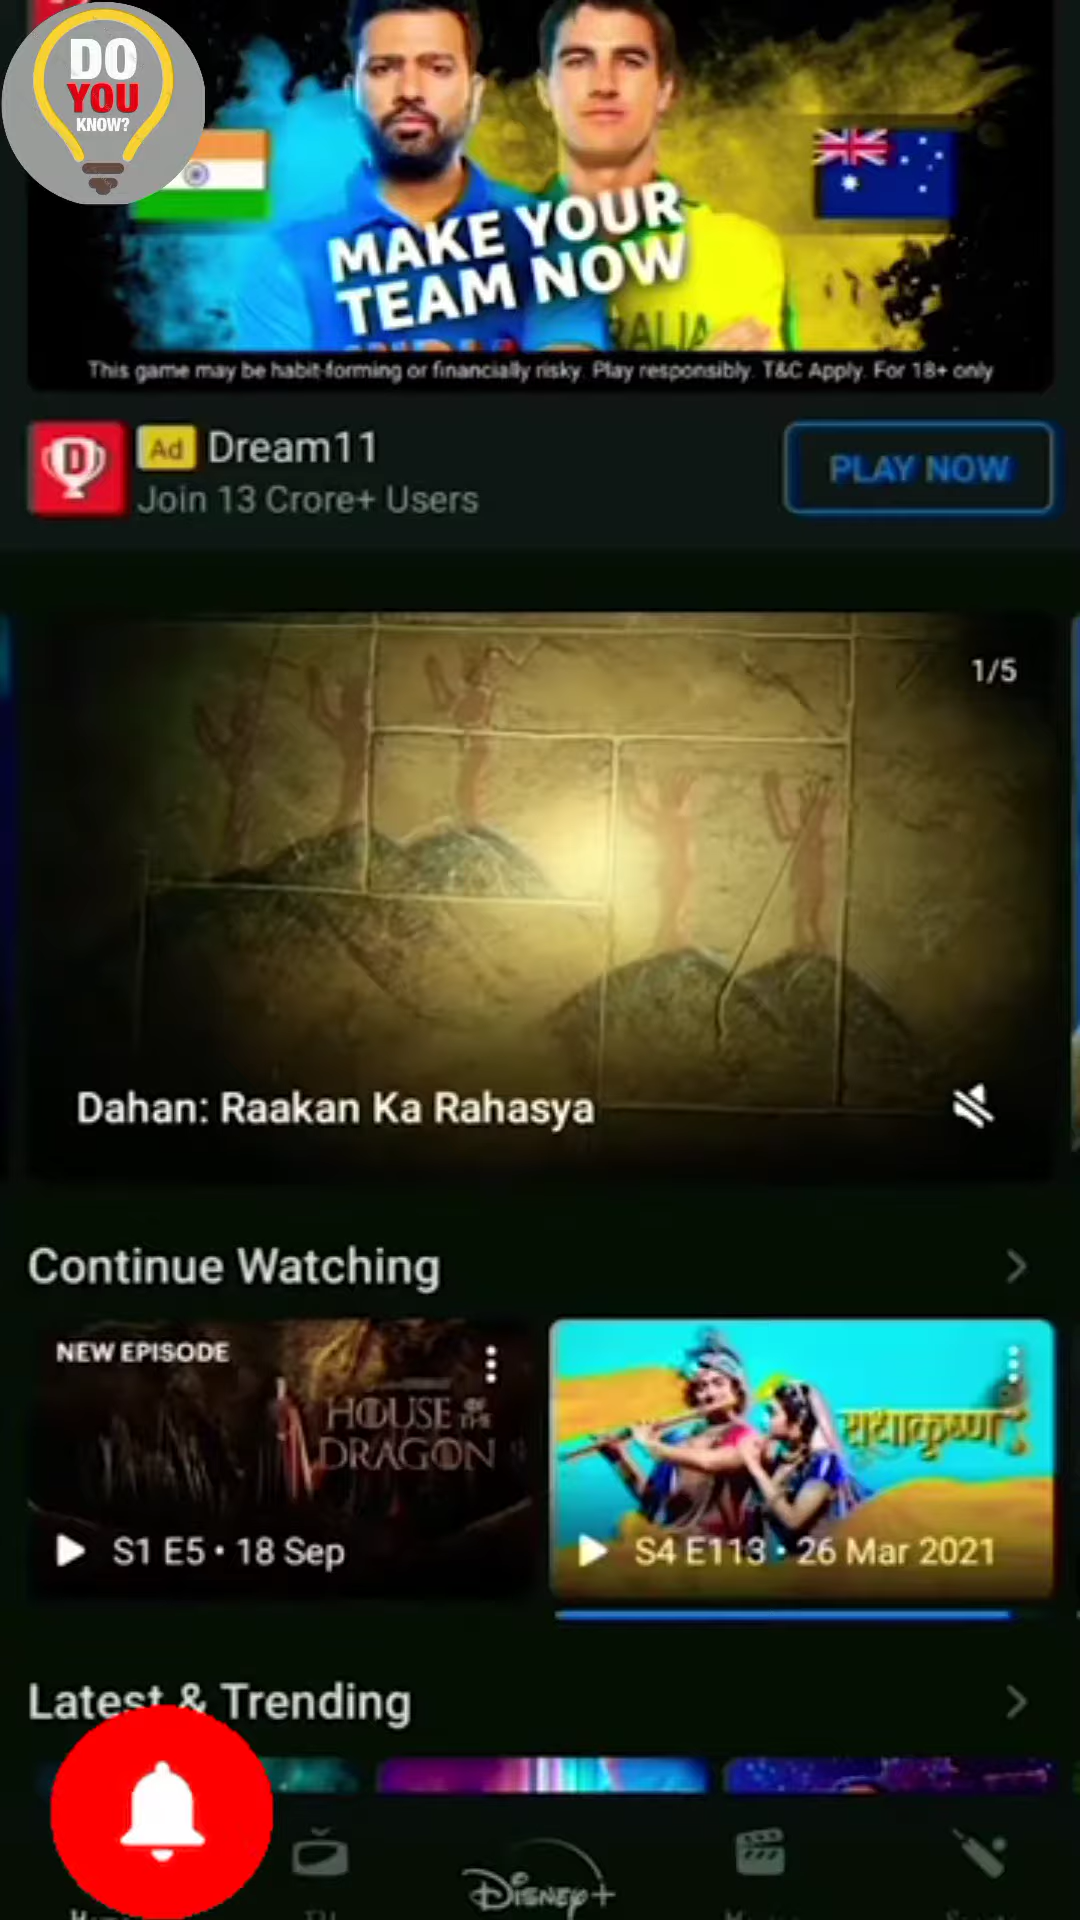 DO
YOU
KNOW?
MAKE YOUR
TEAM NOW
This game may be habit-forming or financially risky. Play responsibly. T&C Apply. For 18+ only
D
Ad Dream11
Join 13 Crore+ Users
PLAY NOW
1/5
Dahan: Raakan Ka Rahasya
Continue Watching
NEW EPISODE
HOUSE OF THE
DRAGON
S1 E5 • 18 Sep
राधाकृष्ण
S4 E113 • 26 Mar 2021
Latest & Trending
Disney+